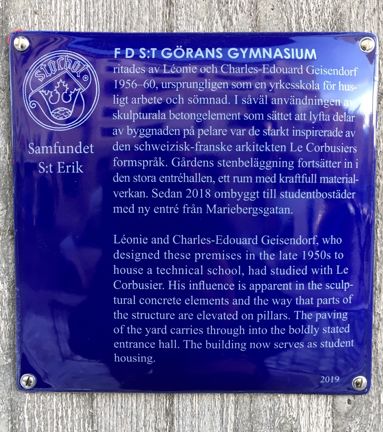 F D S:T GÖRANS GYMNASIUM
ritades av Léonie och Charles-Edouard Geisendorf
1956–60, ursprungligen som en yrkesskola för hus-
ligt arbete och sömnad. I såväl användningen av
skulpturala betongelement som sättet att lyfta delar
av byggnaden på pelare var de starkt inspirerade av
den schweizisk-franske arkitekten Le Corbusiers
formspråk. Gårdens stenbeläggning fortsätter in i
den stora entréhallen, ett rum med kraftfull material-
verkan. Sedan 2018 ombyggt till studentbostäder
med ny entré från Mariebergsgatan.
Léonie and Charles-Edouard Geisendorf, who
designed these premises in the late 1950s to
house a technical school, had studied with Le
Corbusier. His influence is apparent in the sculp-
tural concrete elements and the way that parts of
the structure are elevated on pillars. The paving
of the yard carries through into the boldly stated
entrance hall. The building now serves as student
housing.
2019
Samfundet
S:t Erik